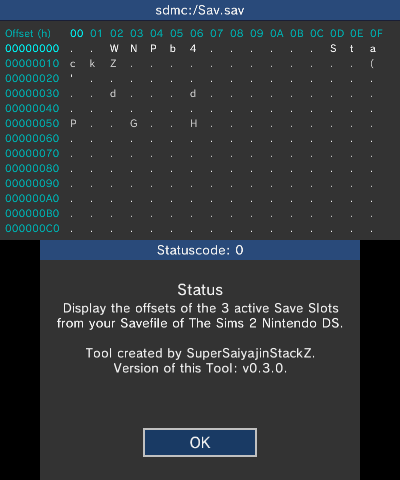 sdmc:/Sav.sav
Offset (h) 00 01 02 03 04 05 06 07 08 09 0A 0B 0C 0D 0E 0F
00000000 . . W N P b 4 . . . . . . S t a
00000010 c k Z . . . . . . . . . . . . (
00000020 ' . . . . . . . . . . . . . . .
00000030 . . d . . . d . . . . . . . . .
00000040 . . . . . . . . . . . . . . . .
00000050 P . . G . . H . . . . . . . . .
00000060 . . . . . . . . . . . . . . . .
00000070 . . . . . . . . . . . . . . . .
00000080 . . . . . . . . . . . . . . . .
00000090 . . . . . . . . . . . . . . . .
000000A0 . . . . . . . . . . . . . . . .
000000B0 . . . . . . . . . . . . . . . .
000000C0 . . . . . . . . . . . . . . . .
Statuscode: 0
Status
Display the offsets of the 3 active Save Slots
from your Savefile of The Sims 2 Nintendo DS.
Tool created by SuperSaiyajinStackZ.
Version of this Tool: v0.3.0.
OK